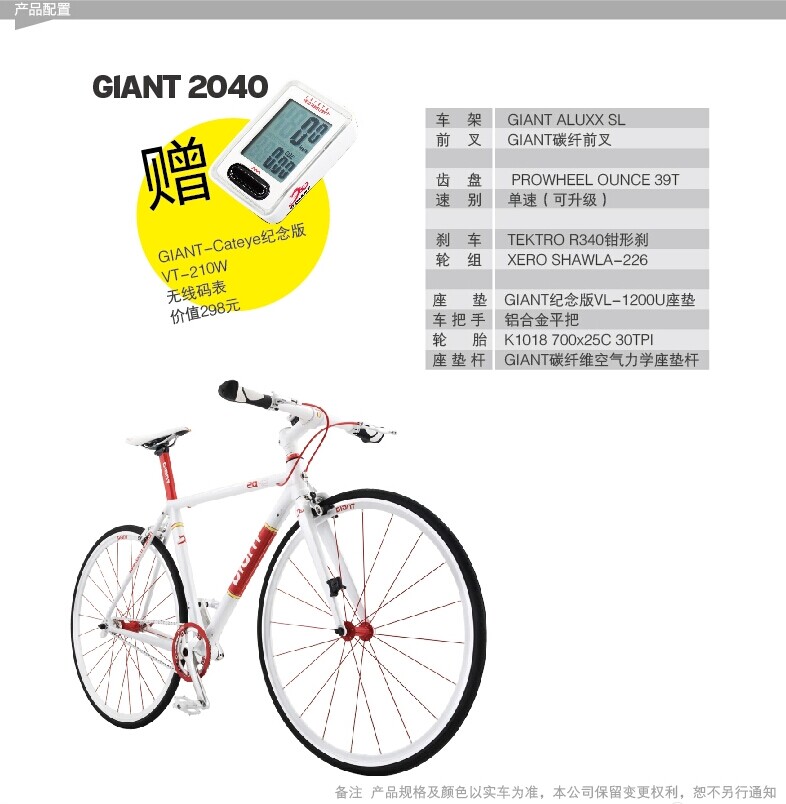 产品配置
GIANT 2040
赠
GIANT-Cateye纪念版
VT-210W
无线码表
价值298元
车架 GIANT ALUXX SL
前叉 GIANT碳纤前叉
齿盘 PROWHEEL OUNCE 39T
速别 单速（可升级）
刹车 TEKTRO R340钳形刹
轮组 XERO SHAWLA-226
座垫 GIANT纪念版VL-1200U座垫
车把手 铝合金平把
轮胎 K1018 700x25C 30TPI
座垫杆 GIANT碳纤维空气力学座垫杆
GIANT
备注 产品规格及颜色以实车为准，本公司保留变更权利，恕不另行通知